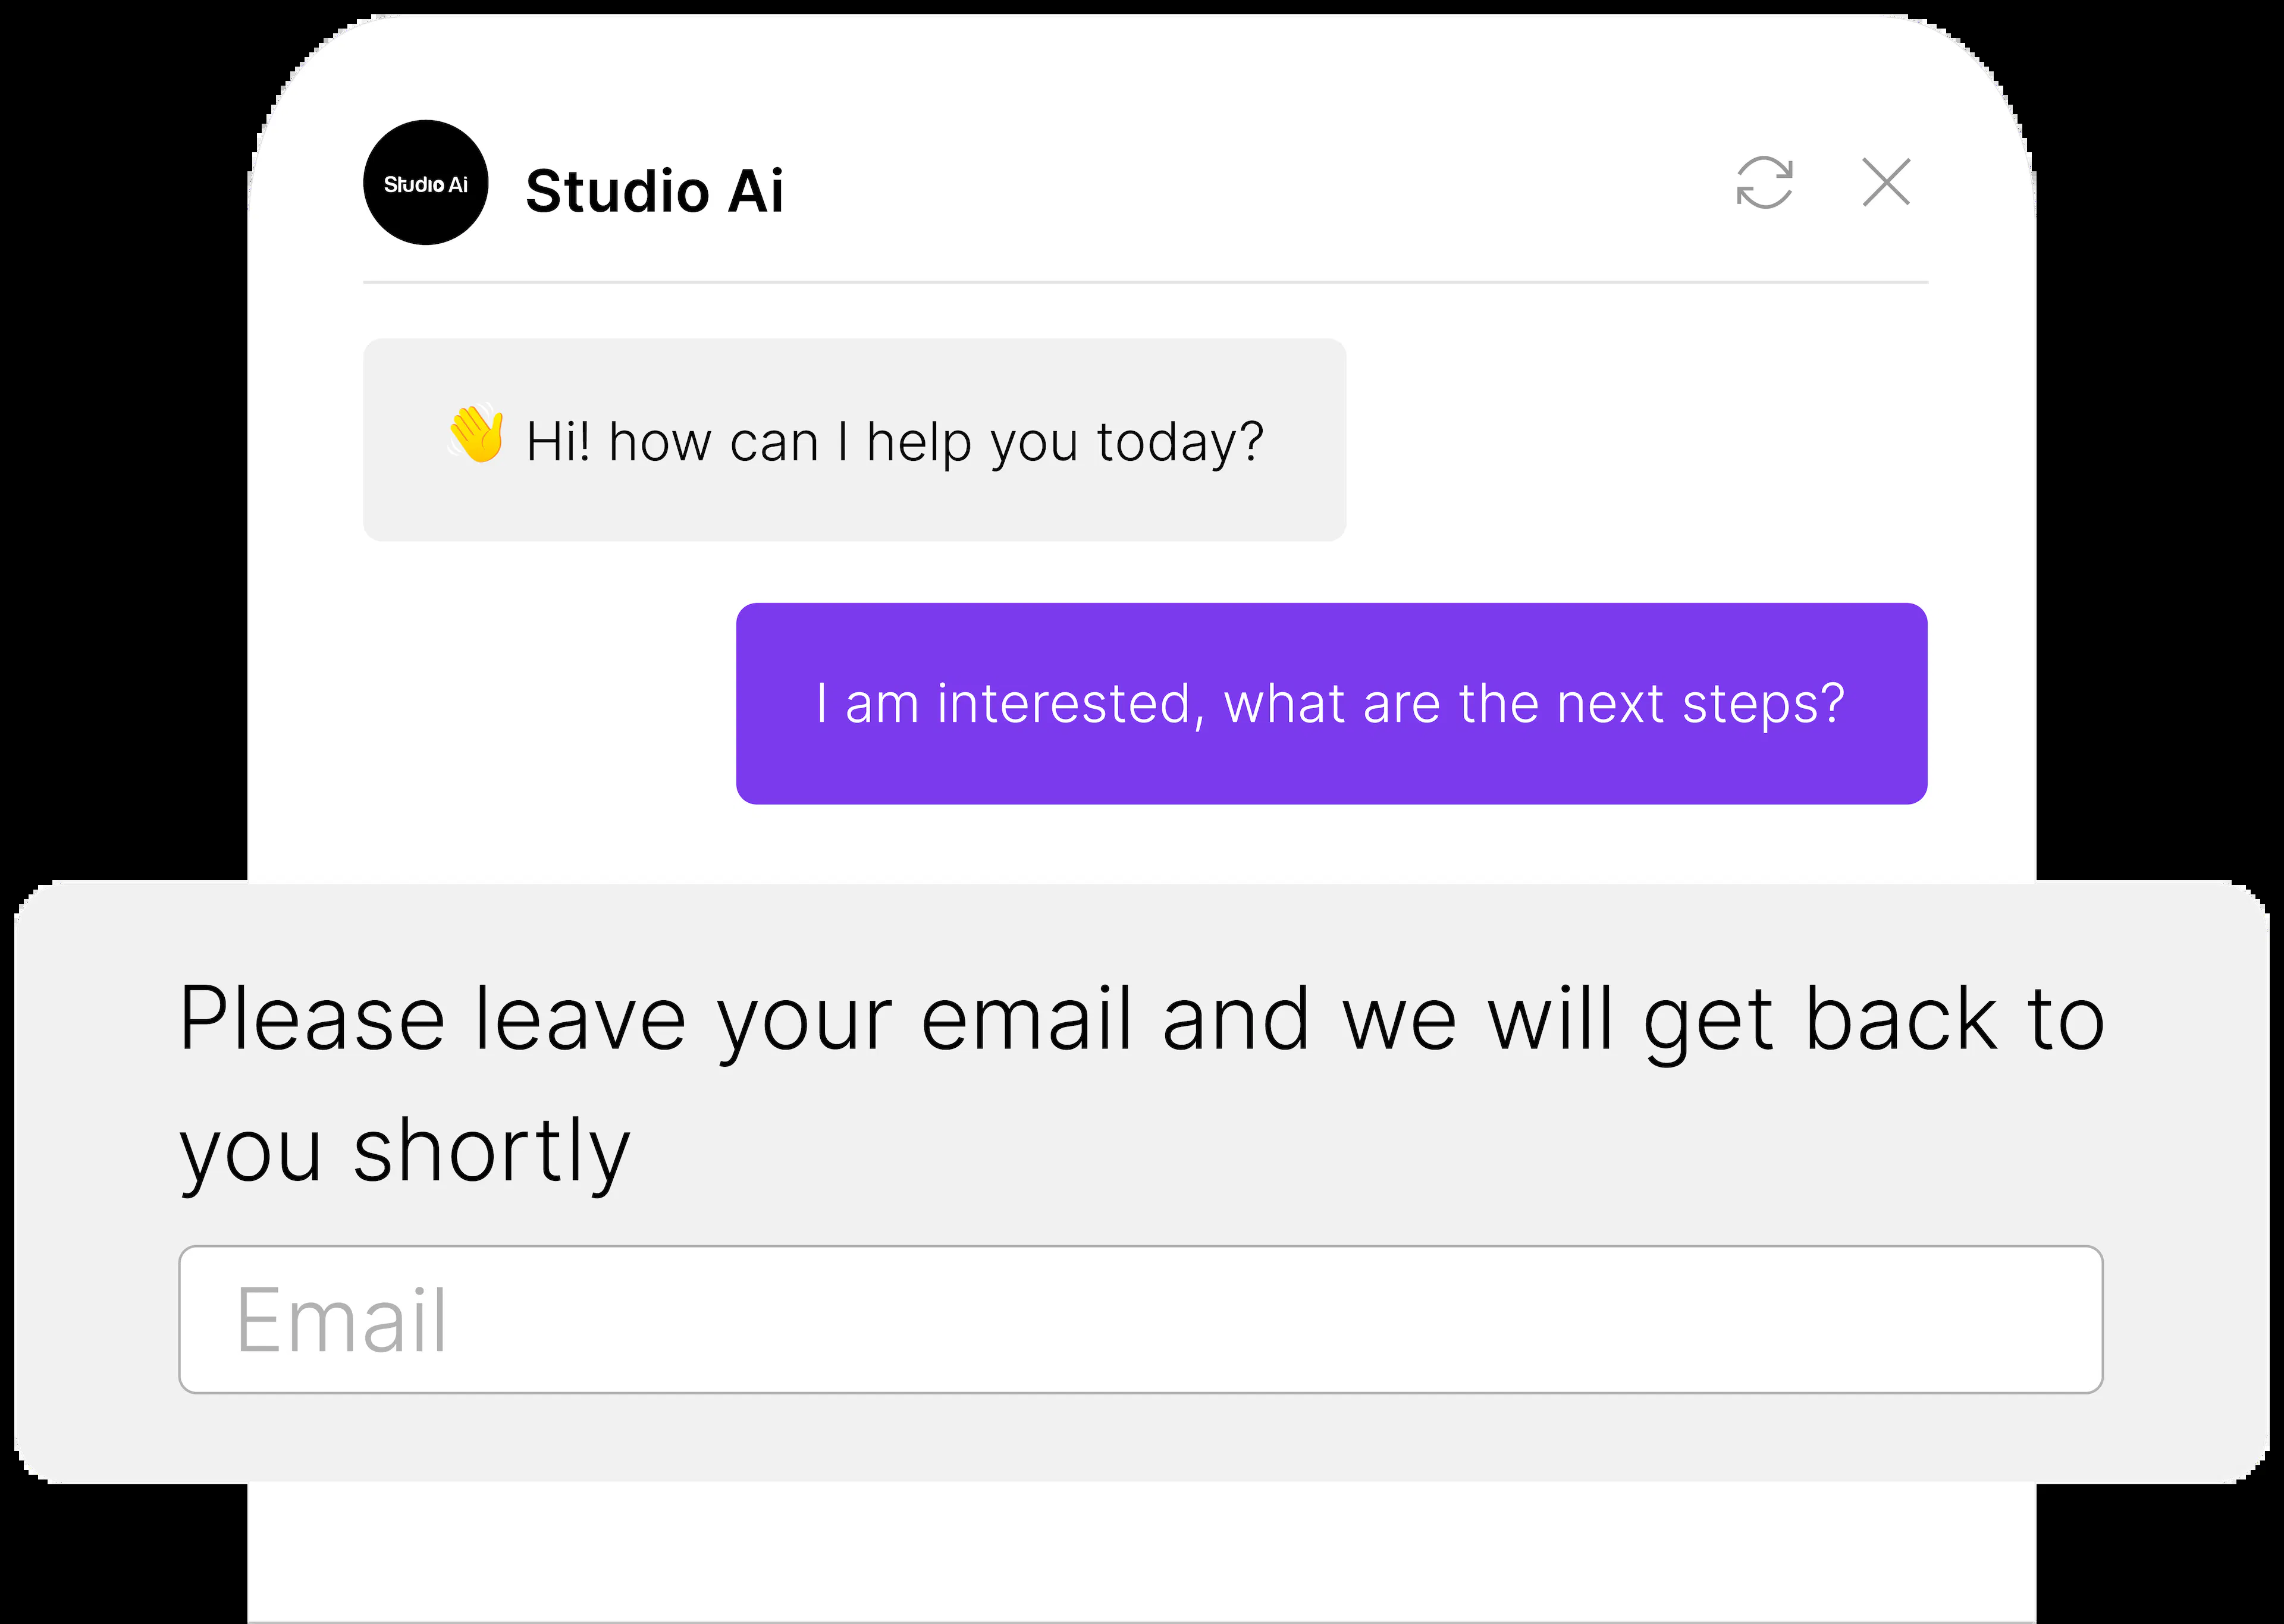 Studio Ai
Studio Ai
👋 Hi! how can I help you today?
I am interested, what are the next steps?
Please leave your email and we will get back to
you shortly
Email